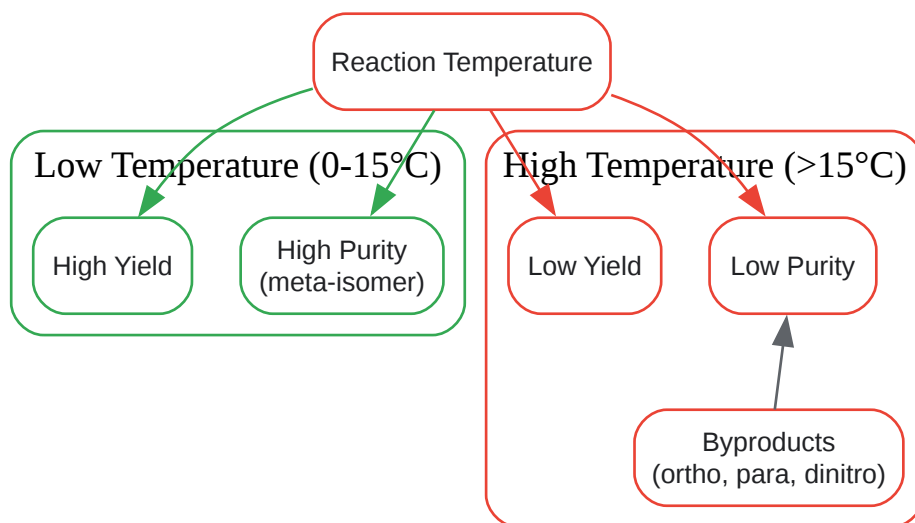 Reaction Temperature
Low Temperature (0-15°C)
High Temperature (>15°C)
High Yield
High Purity
(meta-isomer)
Low Yield
Low Purity
Byproducts
(ortho, para, dinitro)